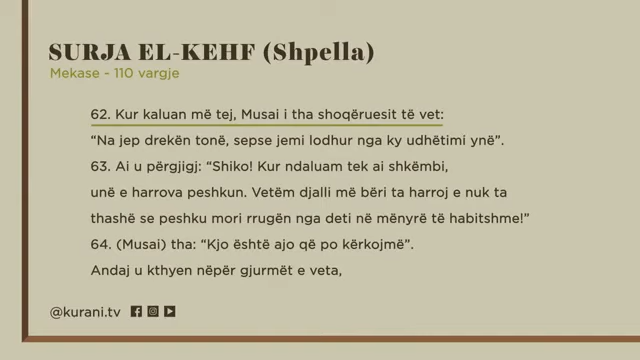 SURJA EL-KEHF (Shpella)
Mekase - 110 vargje
62. Kur kaluan më tej, Musai i tha shoqëruesit të vet:
“Na jep drekën tonë, sepse jemi lodhur nga ky udhëtimi ynë”.
63. Ai u përgjigj: “Shiko! Kur ndaluam tek ai shkëmbi,
unë e harrova peshkun. Vetëm djalli më bëri ta harroj e nuk ta
thashë se peshku mori rrugën nga deti në mënyrë të habitshme!”
64. (Musai) tha: “Kjo është ajo që po kërkojmë”.
Andaj u kthyen nëpër gjurmët e veta,
@kurani.tv